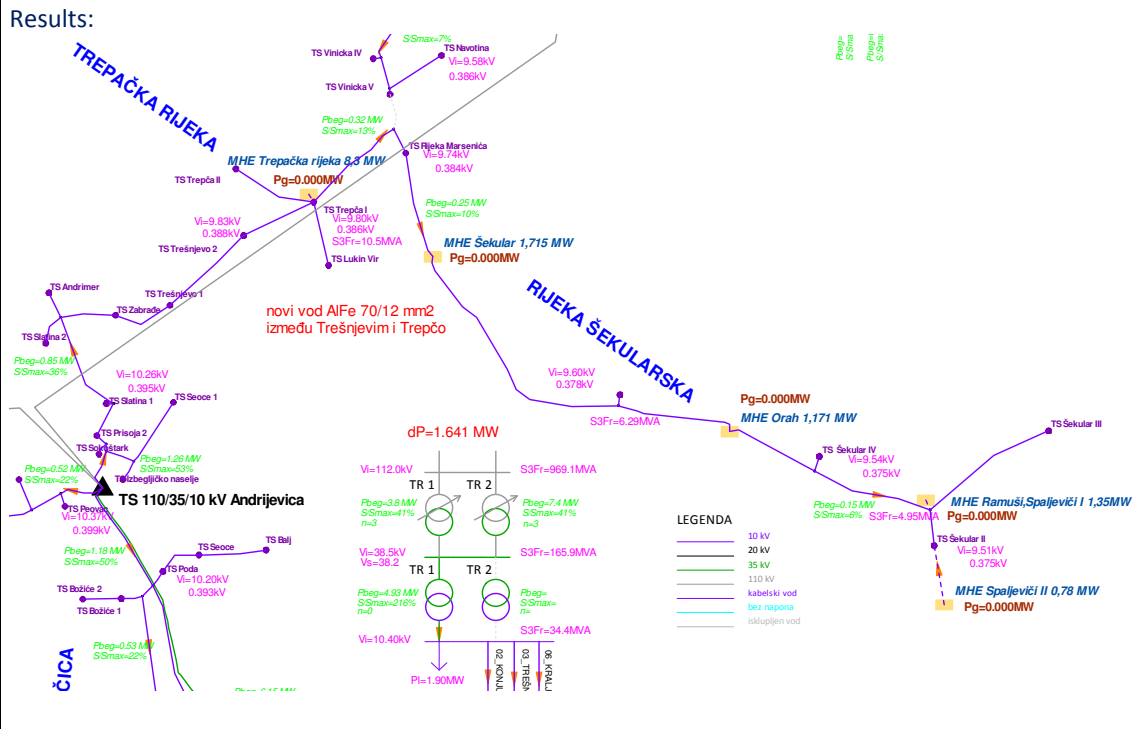 Results:
S/Smax=7%
TS Vinicka IV
TS Navotina
Vi=9.58kV
0.386kV
TS Vinicka V
TREPAČKA RIJEKA
Pbeg=
S/Smax
Pbeg=0.32 MW
S/Smax=13%
TS Rijeka Marsenića
Vi=9.74kV
0.384kV
MHE Trepačka rijeka 8,3 MW
Pg=0.000MW
TS Trepča II
TS Trepča I
Vi=9.80kV
0.386kV
S3Fr=10.5MVA
Pbeg=0.25 MW
S/Smax=10%
Vi=9.83kV
0.388kV
TS Trešnjevo 2
TS Lukin Vir
MHE Šekular 1,715 MW
Pg=0.000MW
TS Andrimer
TS Trešnjevo 1
TS Zabrađe
novi vod AlFe 70/12 mm2
između Trešnjevim i Trepčo
RIJEKA ŠEKULARSKA
TS Slatina 2
Pbeg=0.85 MW
S/Smax=36%
Vi=10.26kV
0.395kV
TS Slatina 1
TS Seoce 1
Vi=9.60kV
0.378kV
S3Fr=6.29MVA
Pg=0.000MW
MHE Orah 1,171 MW
TS Šekular III
TS Prisoja 2
TS Sokoštark
Pbeg=1.26 MW
S/Smax=53%
Pbeg=0.52 MW
S/Smax=22%
TS Izbegličko naselje
TS 110/35/10 kV Andrijevica
TS Peovac
Vi=10.37kV
0.399kV
dP=1.641 MW
Vi=112.0kV
TR 1
TR 2
S3Fr=969.1MVA
Pbeg=3.8 MW
S/Smax=41%
n=3
Pbeg=7.4 MW
S/Smax=41%
n=3
TS Šekular IV
Vi=9.54kV
0.375kV
Pbeg=0.15 MW
S/Smax=6%
S3Fr=4.95MVA
MHE Ramuši,Spaljevići I 1,35MW
Pg=0.000MW
TS Šekular II
Vi=9.51kV
0.375kV
MHE Spaljevići II 0,78 MW
Pg=0.000MW
LEGENDA
10 kV
20 kV
35 kV
110 kV
kabelski vod
bez napona
isklupljen vod
Pbeg=1.18 MW
S/Smax=50%
TS Seoce
TS Balj
TS Poda
Vi=10.20kV
0.393kV
TS Božiće 2
TS Božiće 1
Vi=38.5kV
Vs=38.2
S3Fr=165.9MVA
TR 1
TR 2
Pbeg=4.93 MW
S/Smax=216%
n=0
Pbeg=
S/Smax=
n=
S3Fr=34.4MVA
Vi=10.40kV
Pl=1.90MW
02_KONJL
03_TREŠN
06_KRALJ
Pbeg=0.53 MW
S/Smax=22%
ČICA